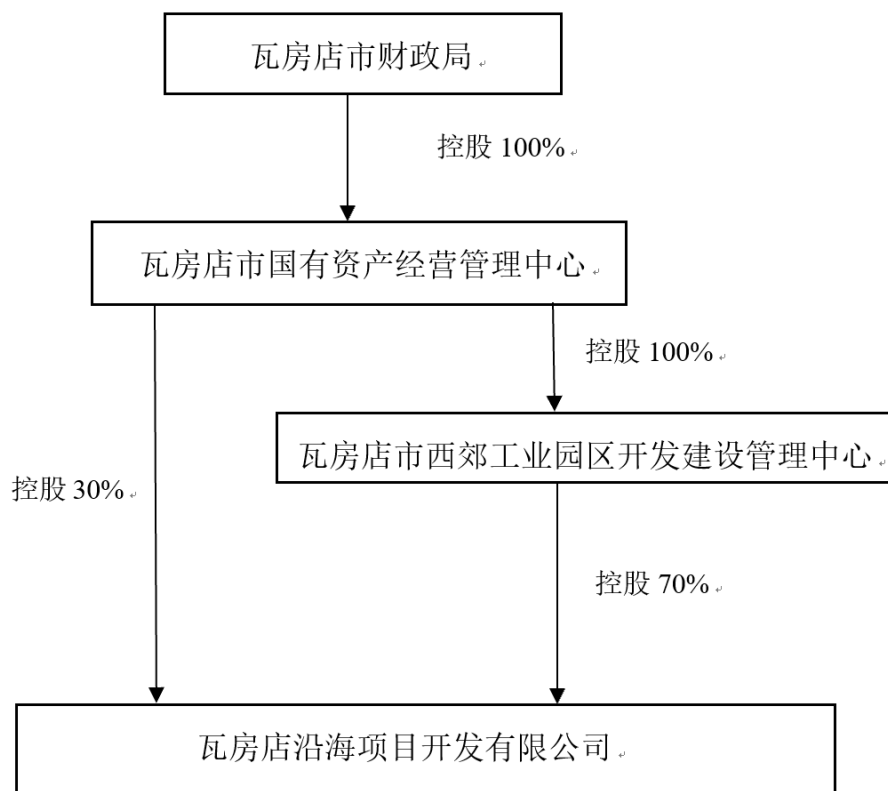 瓦房店市财政局
控股 100%
瓦房店市国有资产经营管理中心
控股 100%
瓦房店市西郊工业园区开发建设管理中心
控股 30%
控股 70%
瓦房店沿海项目开发有限公司